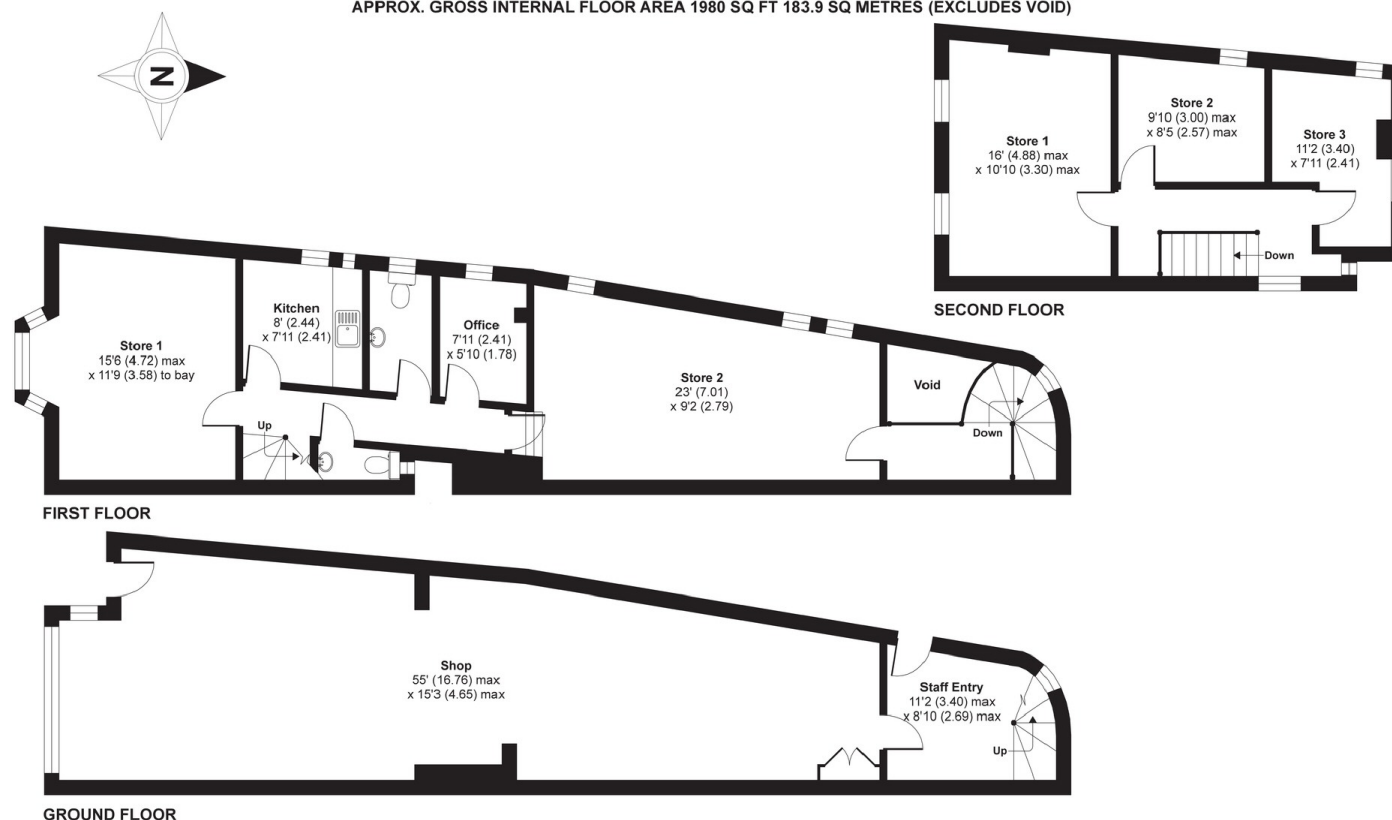 APPROX. GROSS INTERNAL FLOOR AREA 1980 SQ FT 183.9 SQ METRES (EXCLUDES VOID)
N
Store 1
16' (4.88) max
x 10'10 (3.30) max
Store 2
9'10 (3.00) max
x 8'5 (2.57) max
Store 3
11'2 (3.40)
x 7'11 (2.41)
Down
SECOND FLOOR
Store 1
15'6 (4.72) max
x 11'9 (3.58) to bay
Kitchen
8' (2.44)
x 7'11 (2.41)
Office
7'11 (2.41)
x 5'10 (1.78)
Up
Store 2
23' (7.01)
x 9'2 (2.79)
Void
Down
FIRST FLOOR
Shop
55' (16.76) max
x 15'3 (4.65) max
Staff Entry
11'2 (3.40) max
x 8'10 (2.69) max
Up
GROUND FLOOR